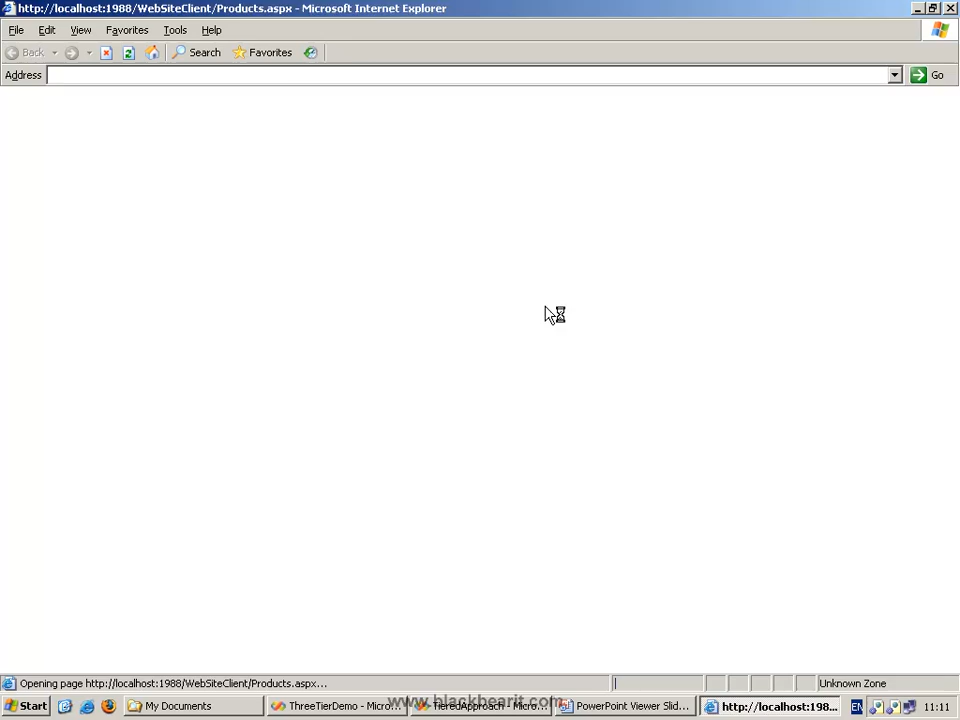 http://localhost:1988/WebSiteClient/Products.aspx - Microsoft Internet Explorer
File Edit View Favorites Tools Help
Back Search Favorites
Address Go
Opening page http://localhost:1988/WebSiteClient/Products.aspx... Unknown Zone
Start My Documents ThreeTierDemo - Micro... TieredApproach - Micro... PowerPoint Viewer Slid... http://localhost:198... EN 11:11
www.blackbearit.com